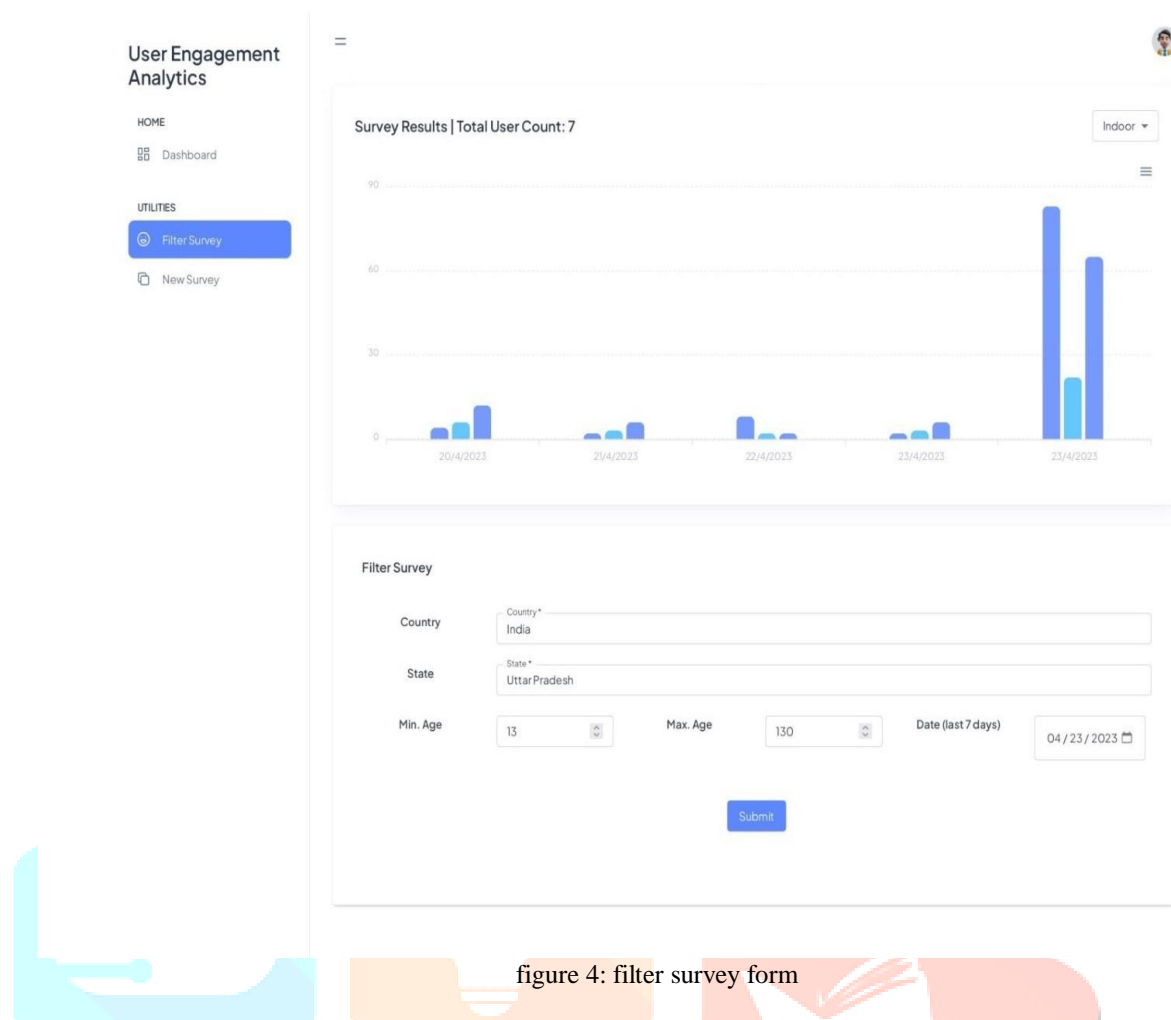 User Engagement
Analytics
HOME
Dashboard
UTILITIES
Filter Survey
New Survey
Survey Results | Total User Count: 7
Indoor
90
60
30
0
20/4/2023 21/4/2023 22/4/2023 23/4/2023 23/4/2023
Filter Survey
Country
Country *
India
State
State *
Uttar Pradesh
Min. Age 13 Max. Age 130 Date (last 7 days) 04/23/2023
Submit
figure 4: filter survey form